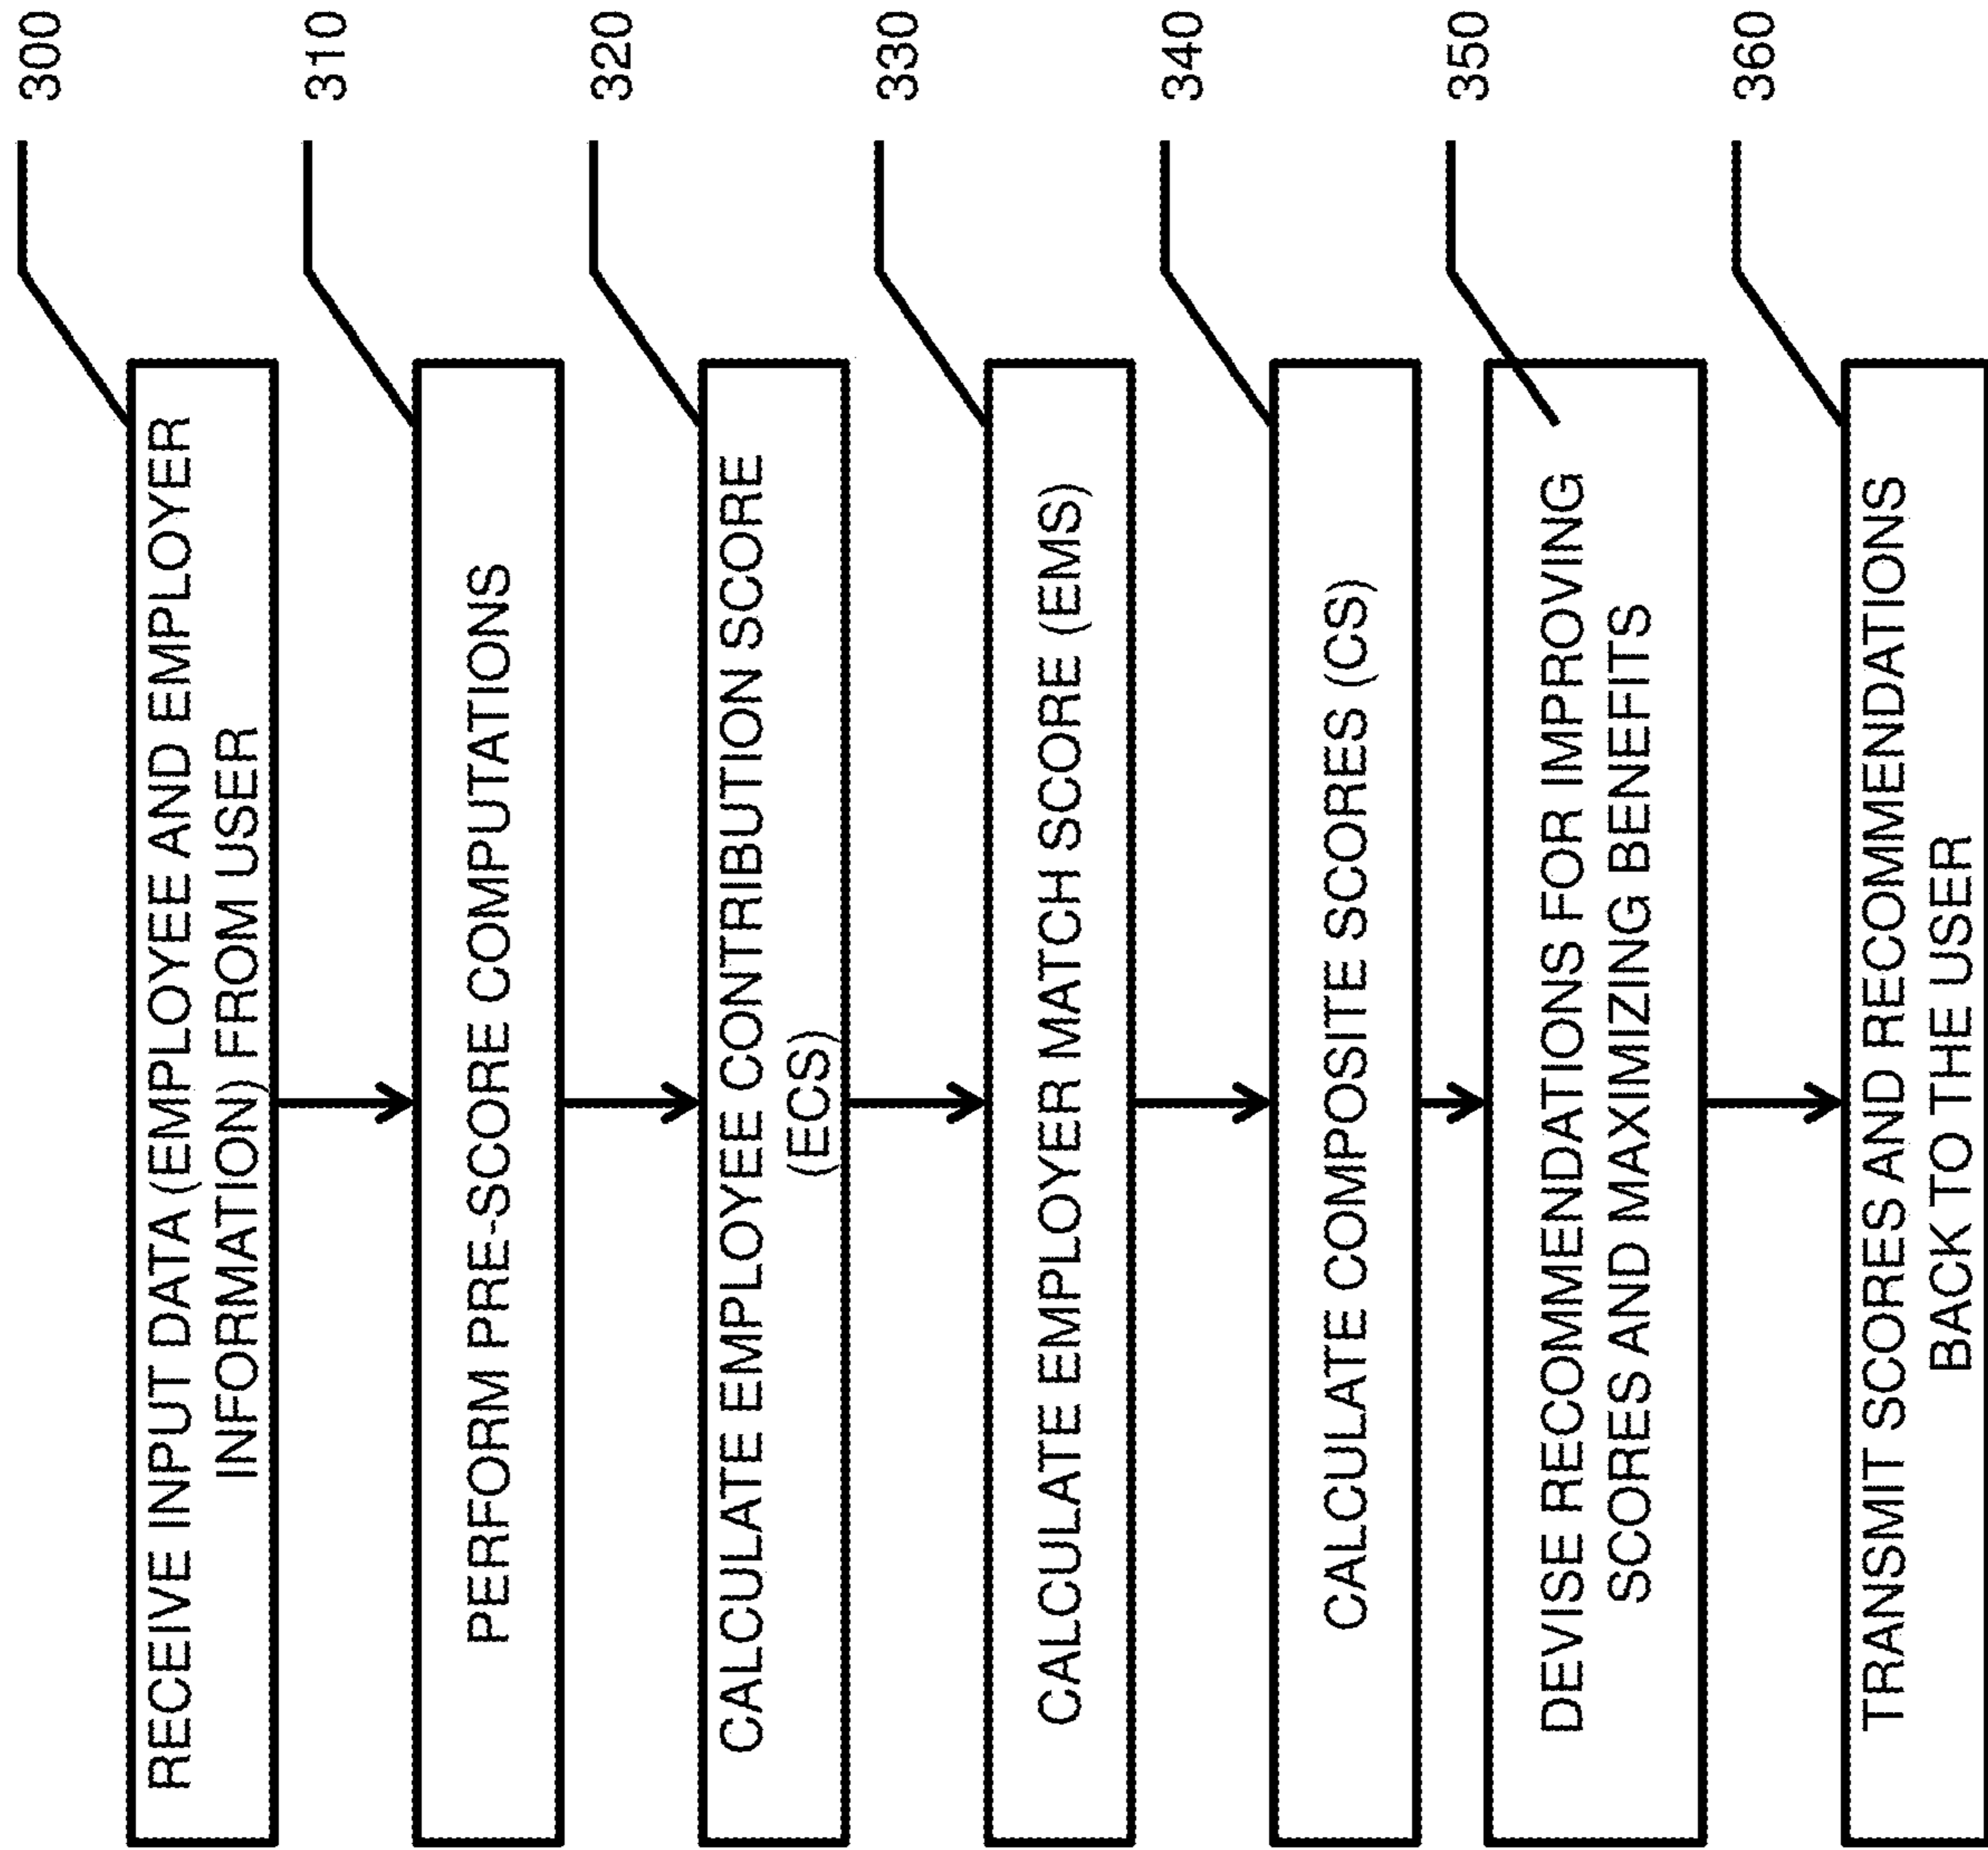 300
RECEIVE INPUT DATA (EMPLOYEE AND EMPLOYER
INFORMATION) FROM USER
310
PERFORM PRE-SCORE COMPUTATIONS
320
CALCULATE EMPLOYEE CONTRIBUTION SCORE
(ECS)
330
CALCULATE EMPLOYER MATCH SCORE (EMS)
340
CALCULATE COMPOSITE SCORES (CS)
350
DEVISE RECOMMENDATIONS FOR IMPROVING
SCORES AND MAXIMIZING BENEFITS
360
TRANSMIT SCORES AND RECOMMENDATIONS
BACK TO THE USER